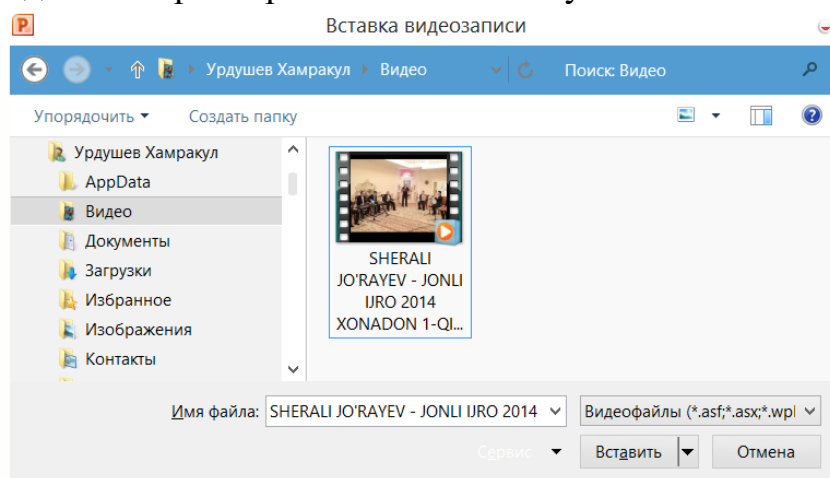 Вставка видеозаписи
Урдушев Хамракул ▸ Видео
Поиск: Видео
Упорядочить
Создать папку
Урдушев Хамракул
AppData
Видео
Документы
Загрузки
Избранное
Изображения
Контакты
SHERALI
JO'RAYEV - JONLI
IJRO 2014
XONADON 1-QI...
Имя файла: SHERALI JO'RAYEV - JONLI IJRO 2014
Видеофайлы (*.asf;*.asx;*.wpl
Сервис
Вставить
Отмена